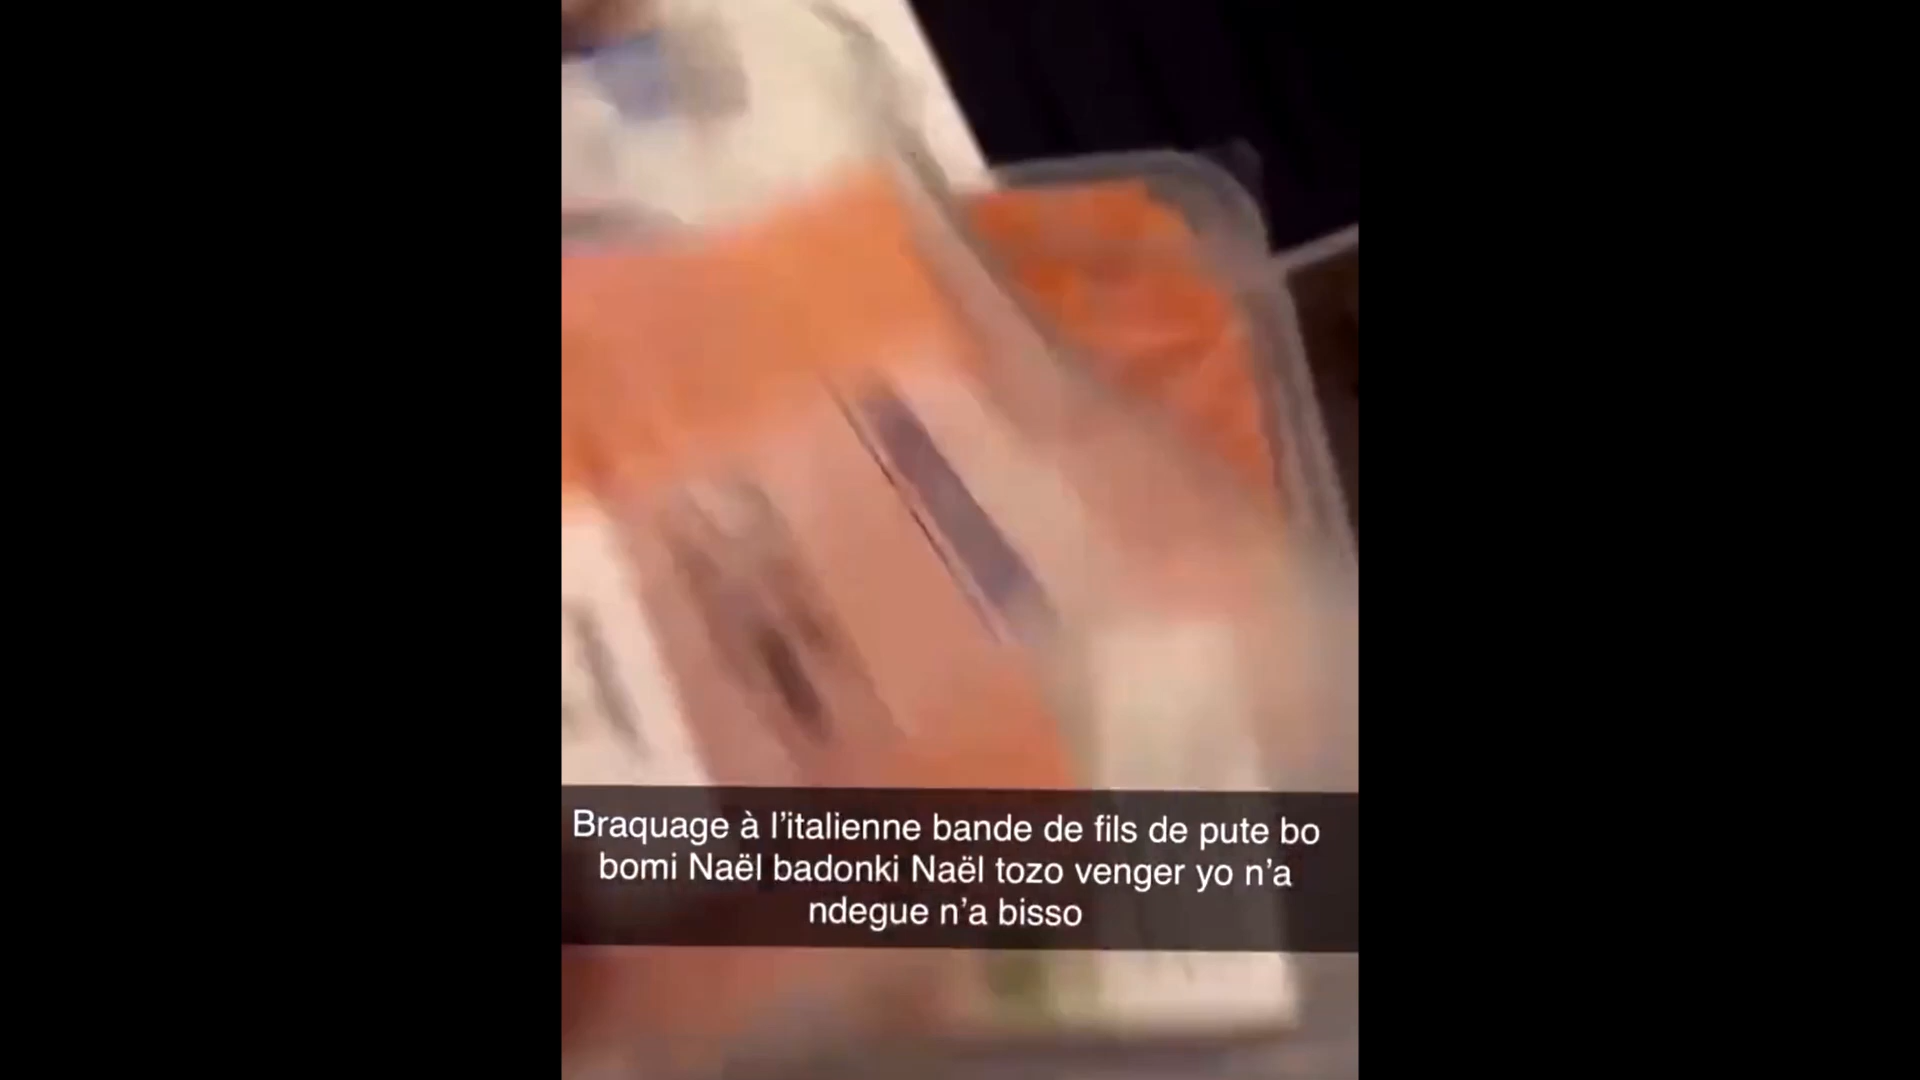 Braquage à l'italienne bande de fils de pute bo
bomi Naël badonki Naël tozo venger yo n'a
ndegue n'a bisso